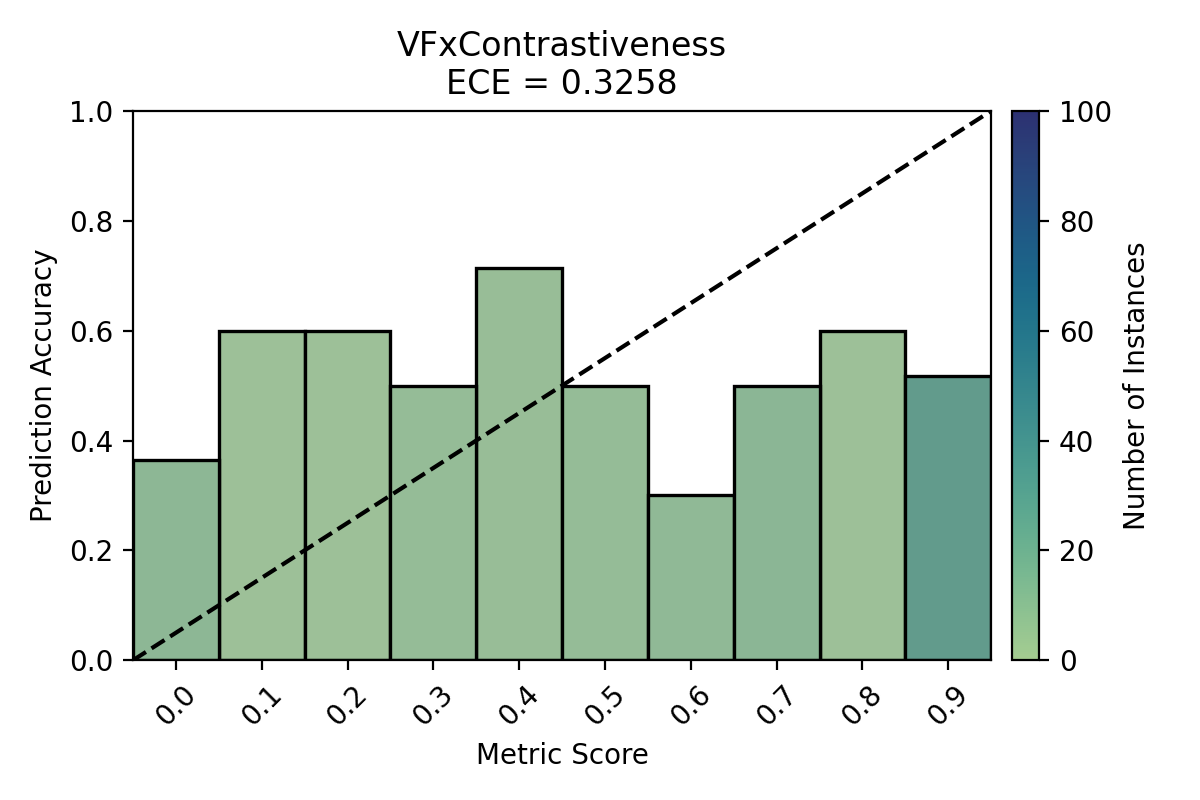 VFxContrastiveness
ECE = 0.3258
Prediction Accuracy
1.0
0.8
0.6
0.4
0.2
0.0
0.0 0.1 0.2 0.3 0.4 0.5 0.6 0.7 0.8 0.9
Metric Score
100
80
60
40
20
0
Number of Instances